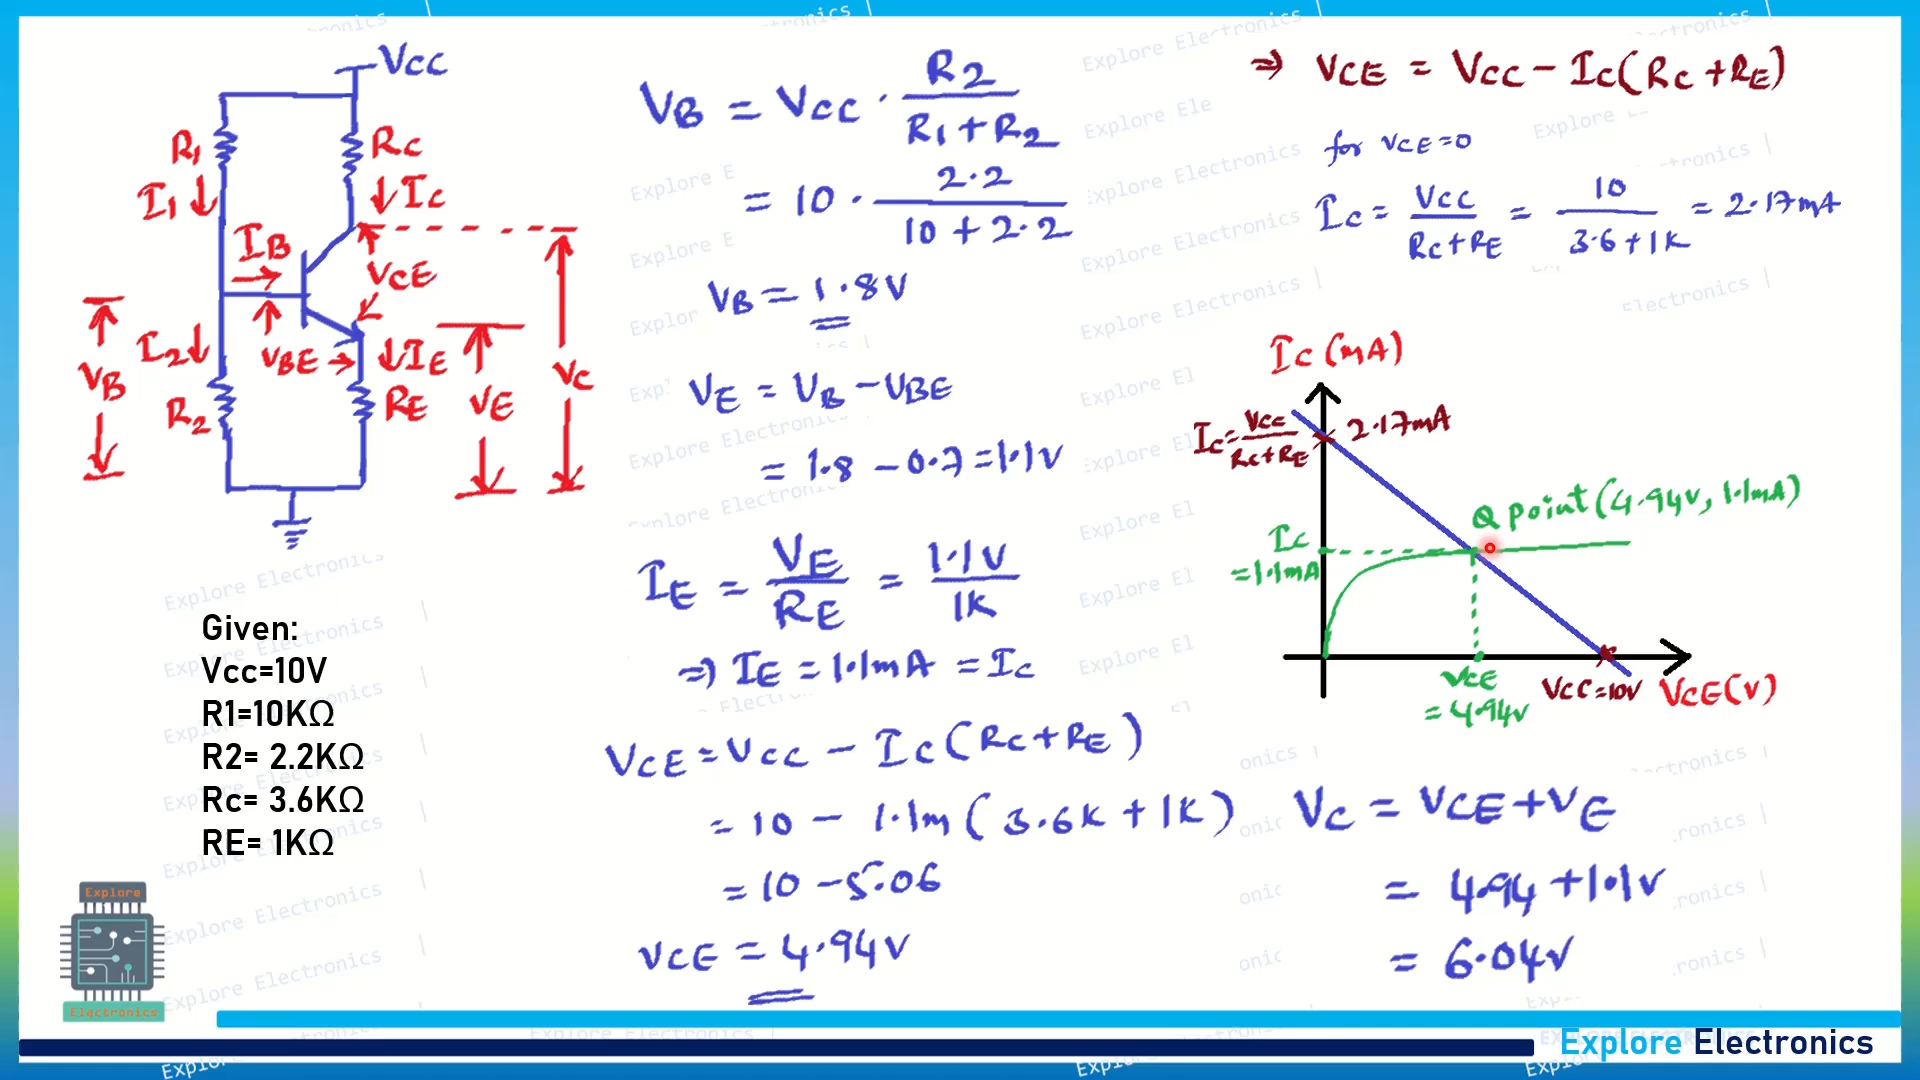 VCC
R1
RC
I1↓
↓IC
IB
VCE
VB
I2↓
VBE
↓IE
VE
VC
R2
RE
Given:
Vcc=10V
R1=10KΩ
R2= 2.2KΩ
Rc= 3.6KΩ
RE= 1KΩ
VB = VCC · R2 / R1+R2
= 10 · 2.2 / 10 + 2.2
VB = 1.8V
VE = VB - VBE
= 1.8 - 0.7 = 1.1V
IE = VE / RE = 1.1V / 1K
⇒ IE = 1.1mA = IC
VCE = VCC - IC(RC+RE)
= 10 - 1.1m(3.6K+1K)
= 10 - 5.06
VCE = 4.94V
⇒ VCE = VCC - IC(RC+RE)
for VCE=0
IC = VCC / RC+RE = 10 / 3.6+1K = 2.17mA
IC(mA)
IC = VCC / RC+RE = 2.17mA
Q point(4.94V, 1.1mA)
IC
=1.1mA
VCE
= 4.94V
VCC=10V
VCE(V)
VC = VCE+VE
= 4.94+1.1V
= 6.04V
Explore
Electronics
Explore Electronics